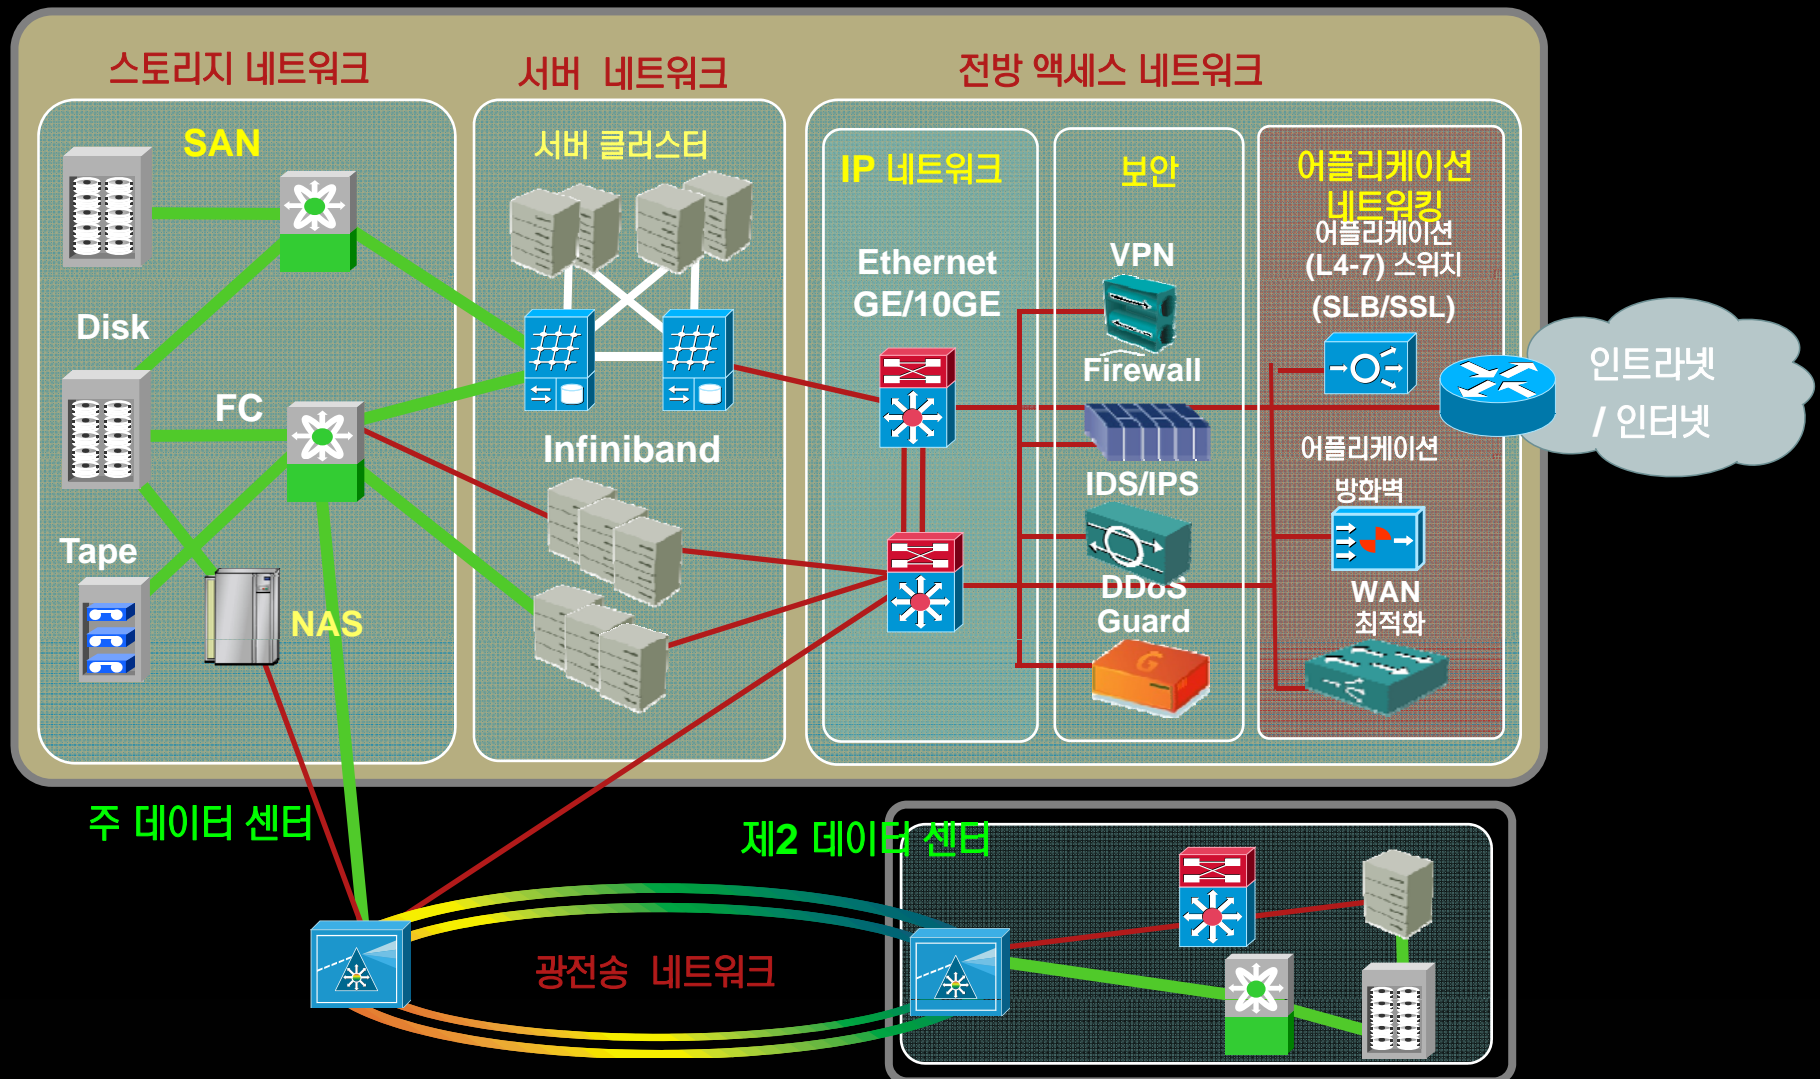 스토리지 네트워크
서버 네트워크
전방 액세스 네트워크
SAN
Disk
FC
Tape
NAS
서버 클러스터
Infiniband
IP 네트워크
Ethernet
GE/10GE
보안
VPN
Firewall
IDS/IPS
DDoS
Guard
G
어플리케이션
네트워킹
어플리케이션
(L4-7) 스위치
(SLB/SSL)
어플리케이션
방화벽
WAN
최적화
인트라넷
/ 인터넷
주 데이터 센터
제2 데이터 센터
광전송 네트워크